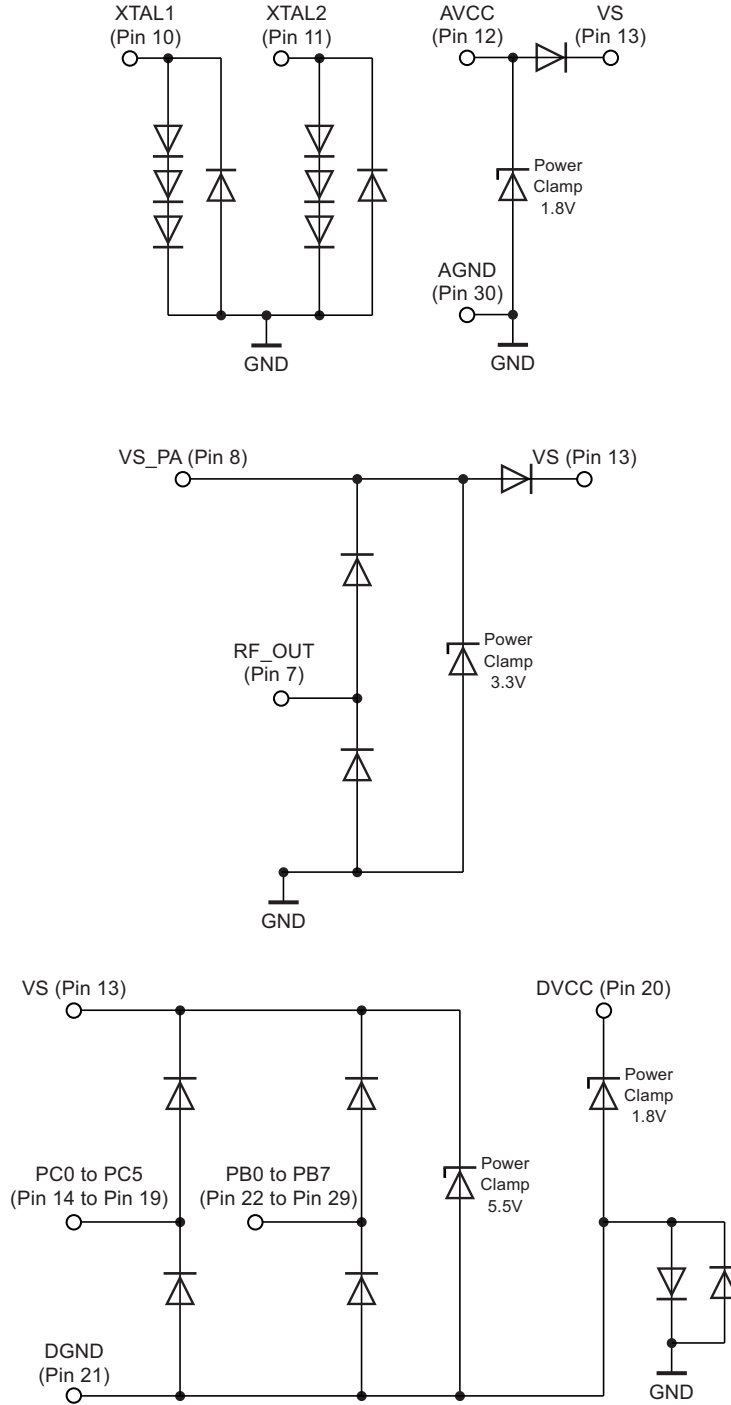 XTAL1
(Pin 10)
XTAL2
(Pin 11)
AVCC
(Pin 12)
VS
(Pin 13)
Power
Clamp
1.8V
AGND
(Pin 30)
GND
GND
VS_PA (Pin 8)
VS (Pin 13)
RF_OUT
(Pin 7)
Power
Clamp
3.3V
GND
VS (Pin 13)
DVCC (Pin 20)
Power
Clamp
1.8V
PC0 to PC5
(Pin 14 to Pin 19)
PB0 to PB7
(Pin 22 to Pin 29)
Power
Clamp
5.5V
DGND
(Pin 21)
GND